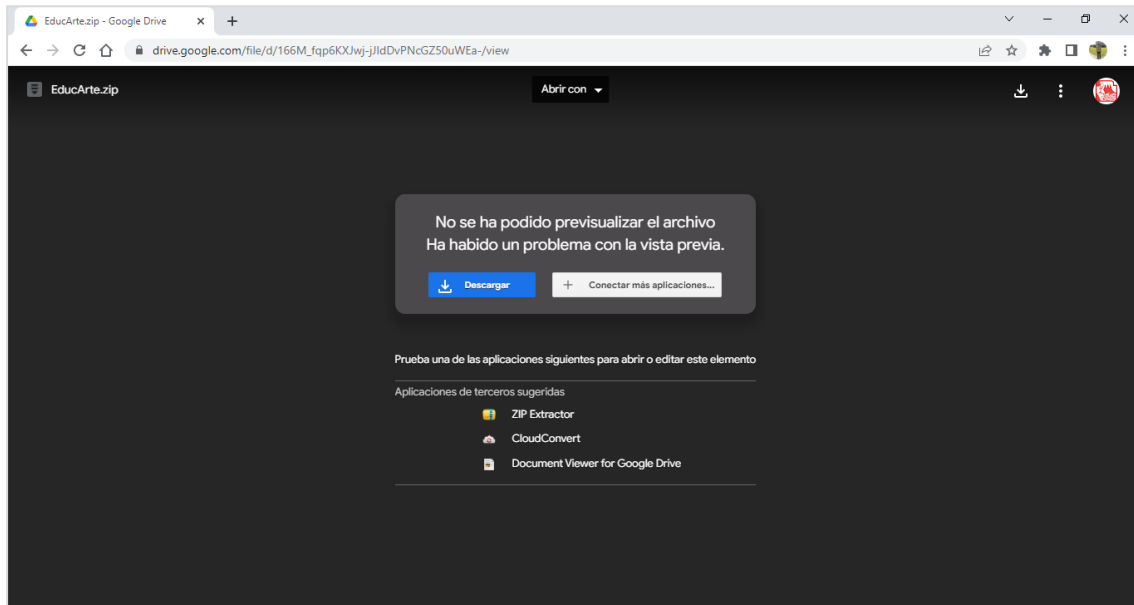 EducArte.zip - Google Drive
drive.google.com/file/d/166M_fqp6KXJwj-jJIdDvPNcGZ50uWEa-/view
EducArte.zip
Abrir con
No se ha podido previsualizar el archivo
Ha habido un problema con la vista previa.
Descargar
Conectar más aplicaciones...
Prueba una de las aplicaciones siguientes para abrir o editar este elemento
Aplicaciones de terceros sugeridas
ZIP Extractor
CloudConvert
Document Viewer for Google Drive